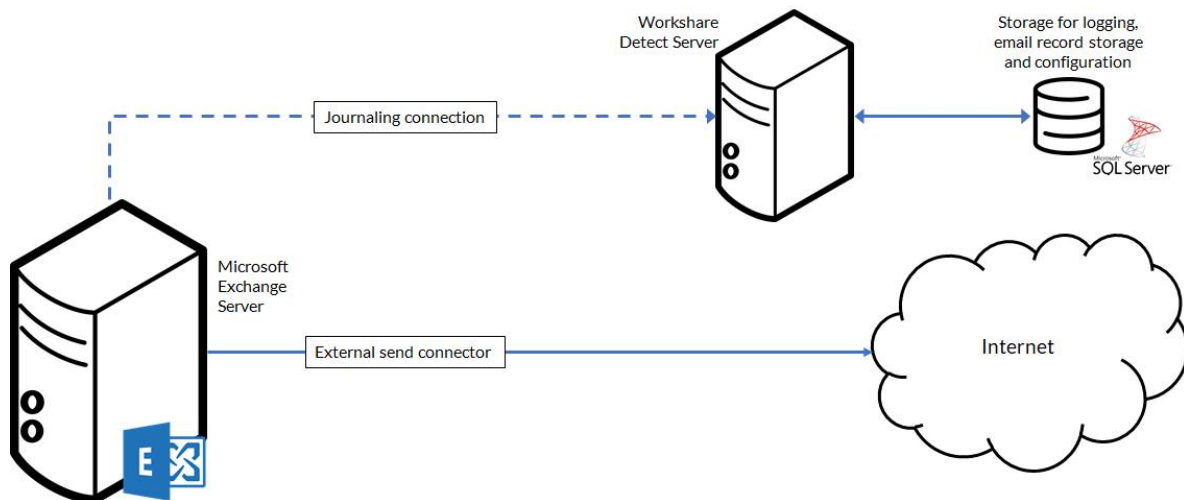 Workshare
Detect Server
Storage for logging,
email record storage
and configuration
Journaling connection
Microsoft
SQL Server
Microsoft
Exchange
Server
E
External send connector
Internet